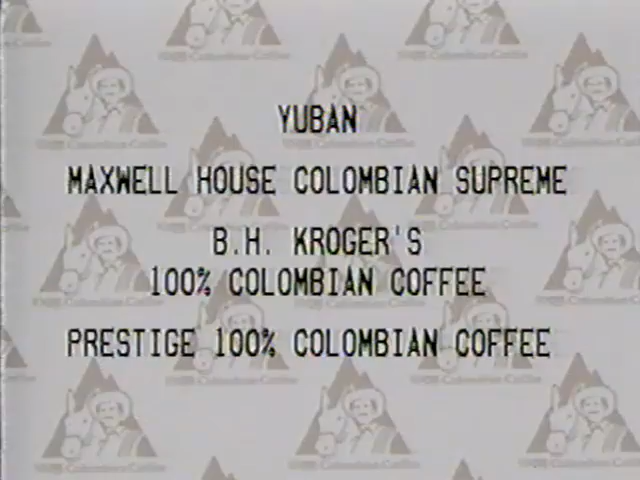 YUBAN
MAXWELL HOUSE COLOMBIAN SUPREME
B.H. KROGER'S
100% COLOMBIAN COFFEE
PRESTIGE 100% COLOMBIAN COFFEE